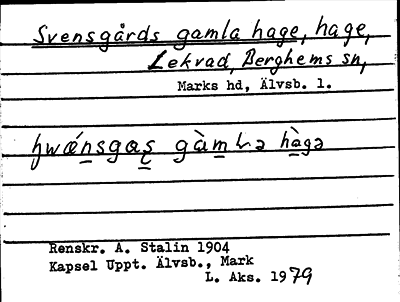 Svensgårds gamla hage, hage,
Lekvad, Berghems sn,
Marks hd, Älvsb. l.
gàm
Renskr. A. Stalin 1904
Kapsel Uppt. Älvsb., Mark
L. Aks. 1979